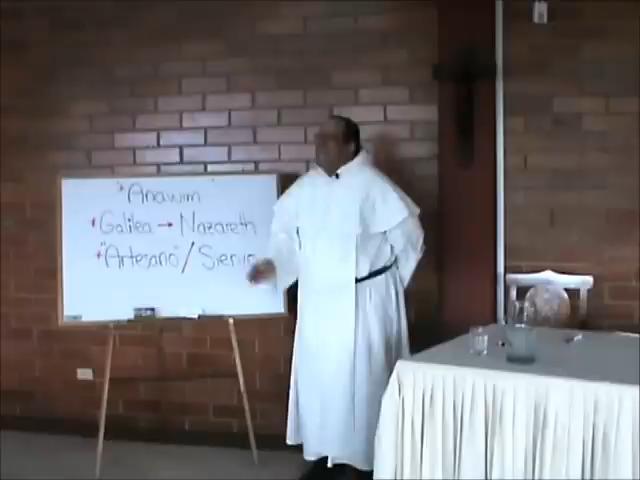 * Anawim
* Galilea → Nazareth
* "Artesano" / Siervo